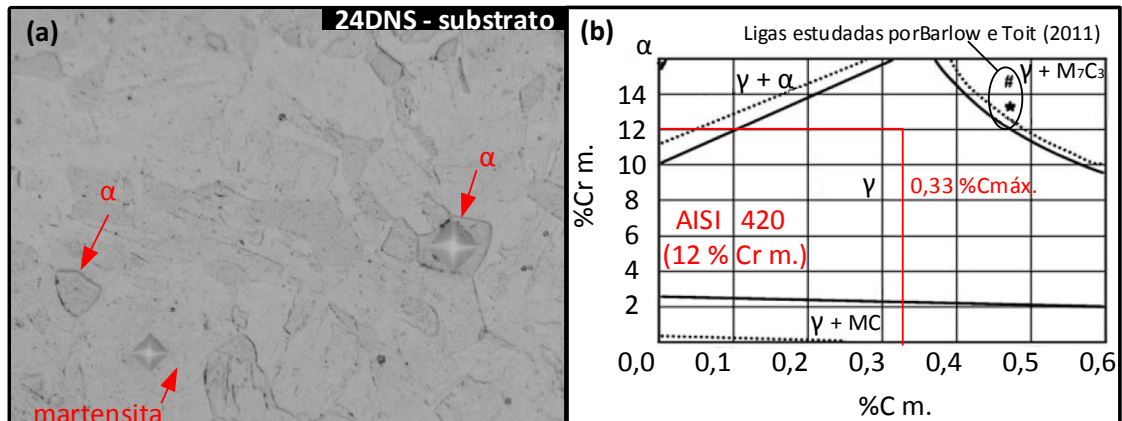 (a)
24DNS - substrato
α
α
martensita
(b)
Ligas estudadas porBarlow e Toit (2011)
α
γ + α
γ + M₇C₃
#
*
γ
0,33 %Cmáx.
AISI 420
(12 % Cr m.)
γ + MC
%Cr m.
14
12
10
8
6
4
2
0,0 0,1 0,2 0,3 0,4 0,5 0,6
%C m.